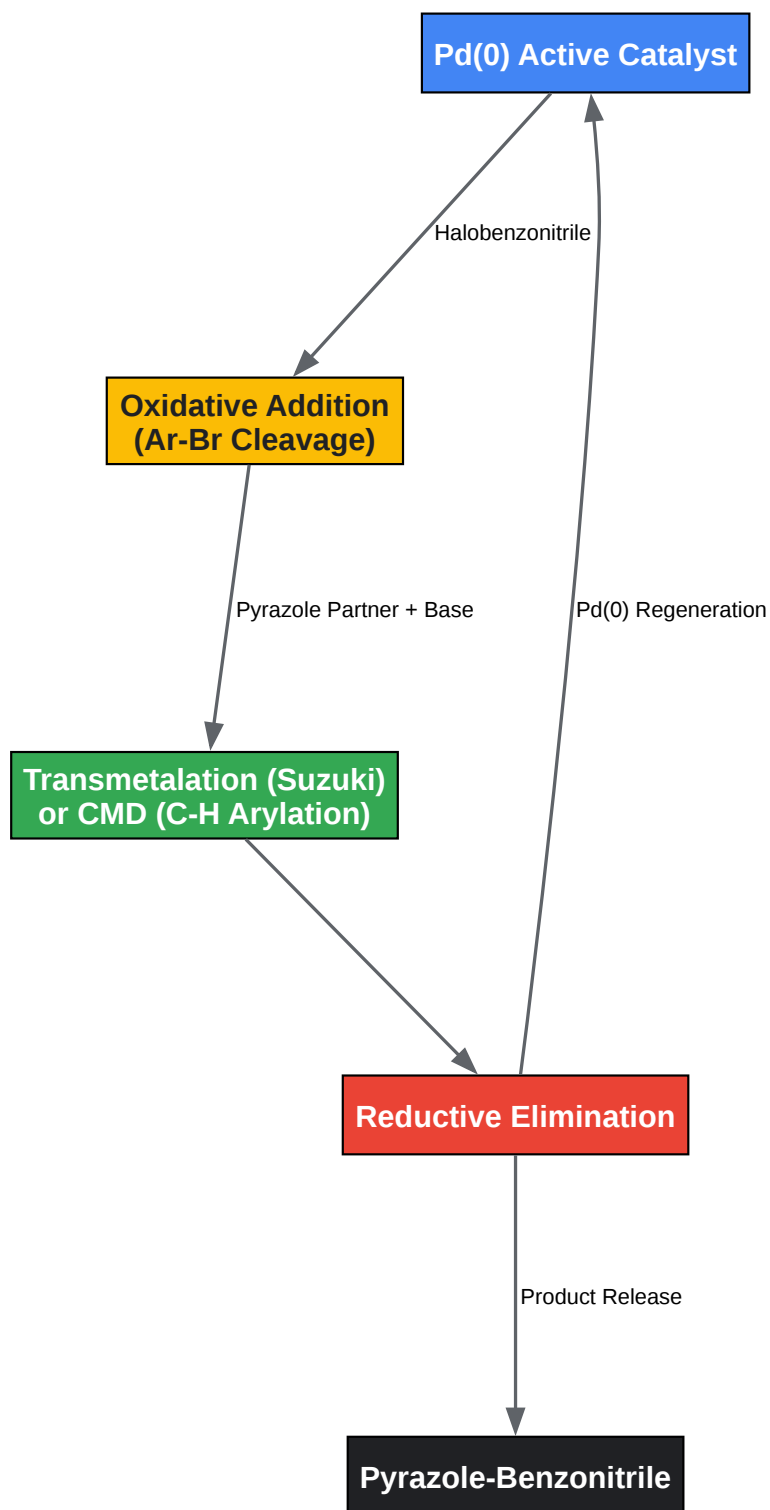 Pd(0) Active Catalyst
Halobenzonitrile
Oxidative Addition
(Ar-Br Cleavage)
Pyrazole Partner + Base
Pd(0) Regeneration
Transmetalation (Suzuki)
or CMD (C-H Arylation)
Reductive Elimination
Product Release
Pyrazole-Benzonitrile